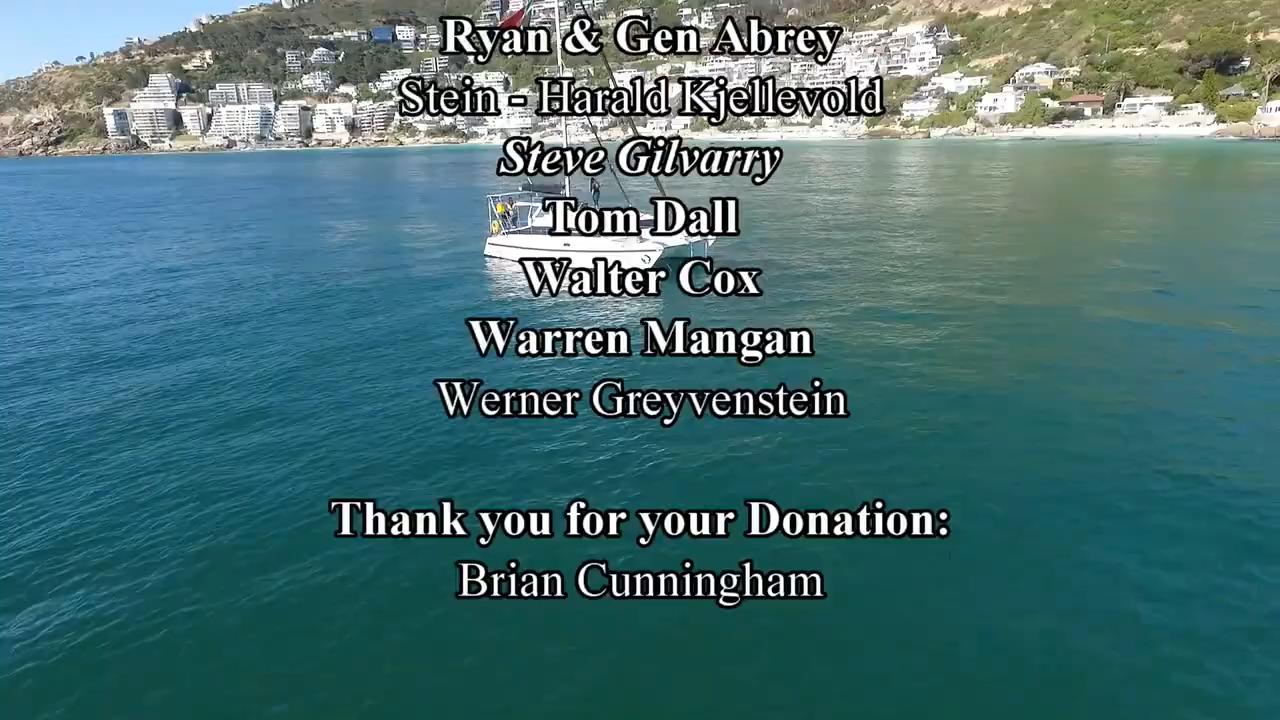 Ryan & Gen Abrey
Stein - Harald Kjellevold
Steve Gilvarry
Tom Dall
Walter Cox
Warren Mangan
Werner Greyvenstein
Thank you for your Donation:
Brian Cunningham